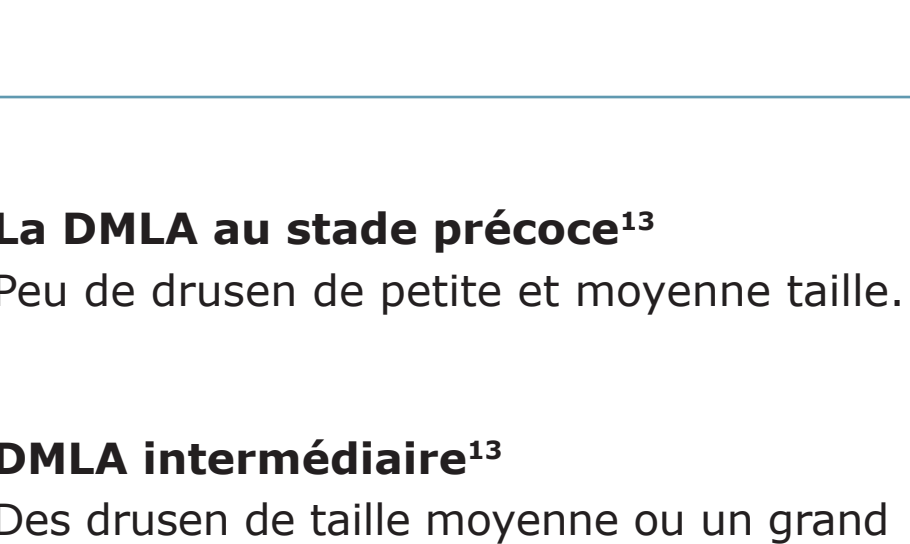 La DMLA au stade précoce¹³
Peu de drusen de petite et moyenne taille.
DMLA intermédiaire¹³
Des drusen de taille moyenne ou un grand